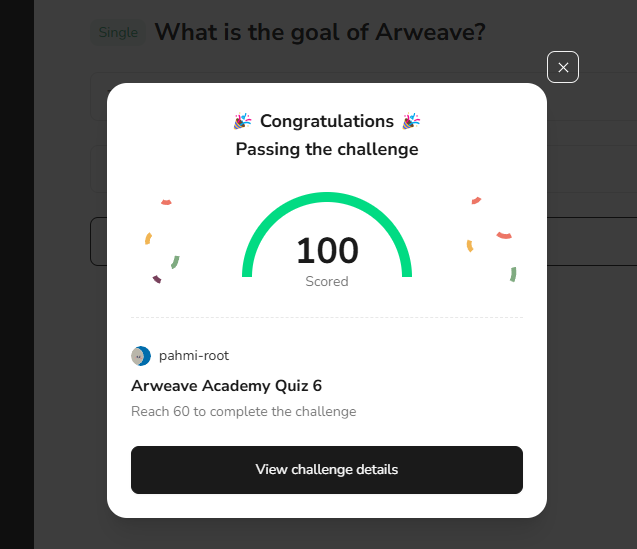 Single What is the goal of Arweave?
Congratulations
Passing the challenge
100
Scored
pahmi-root
Arweave Academy Quiz 6
Reach 60 to complete the challenge
View challenge details